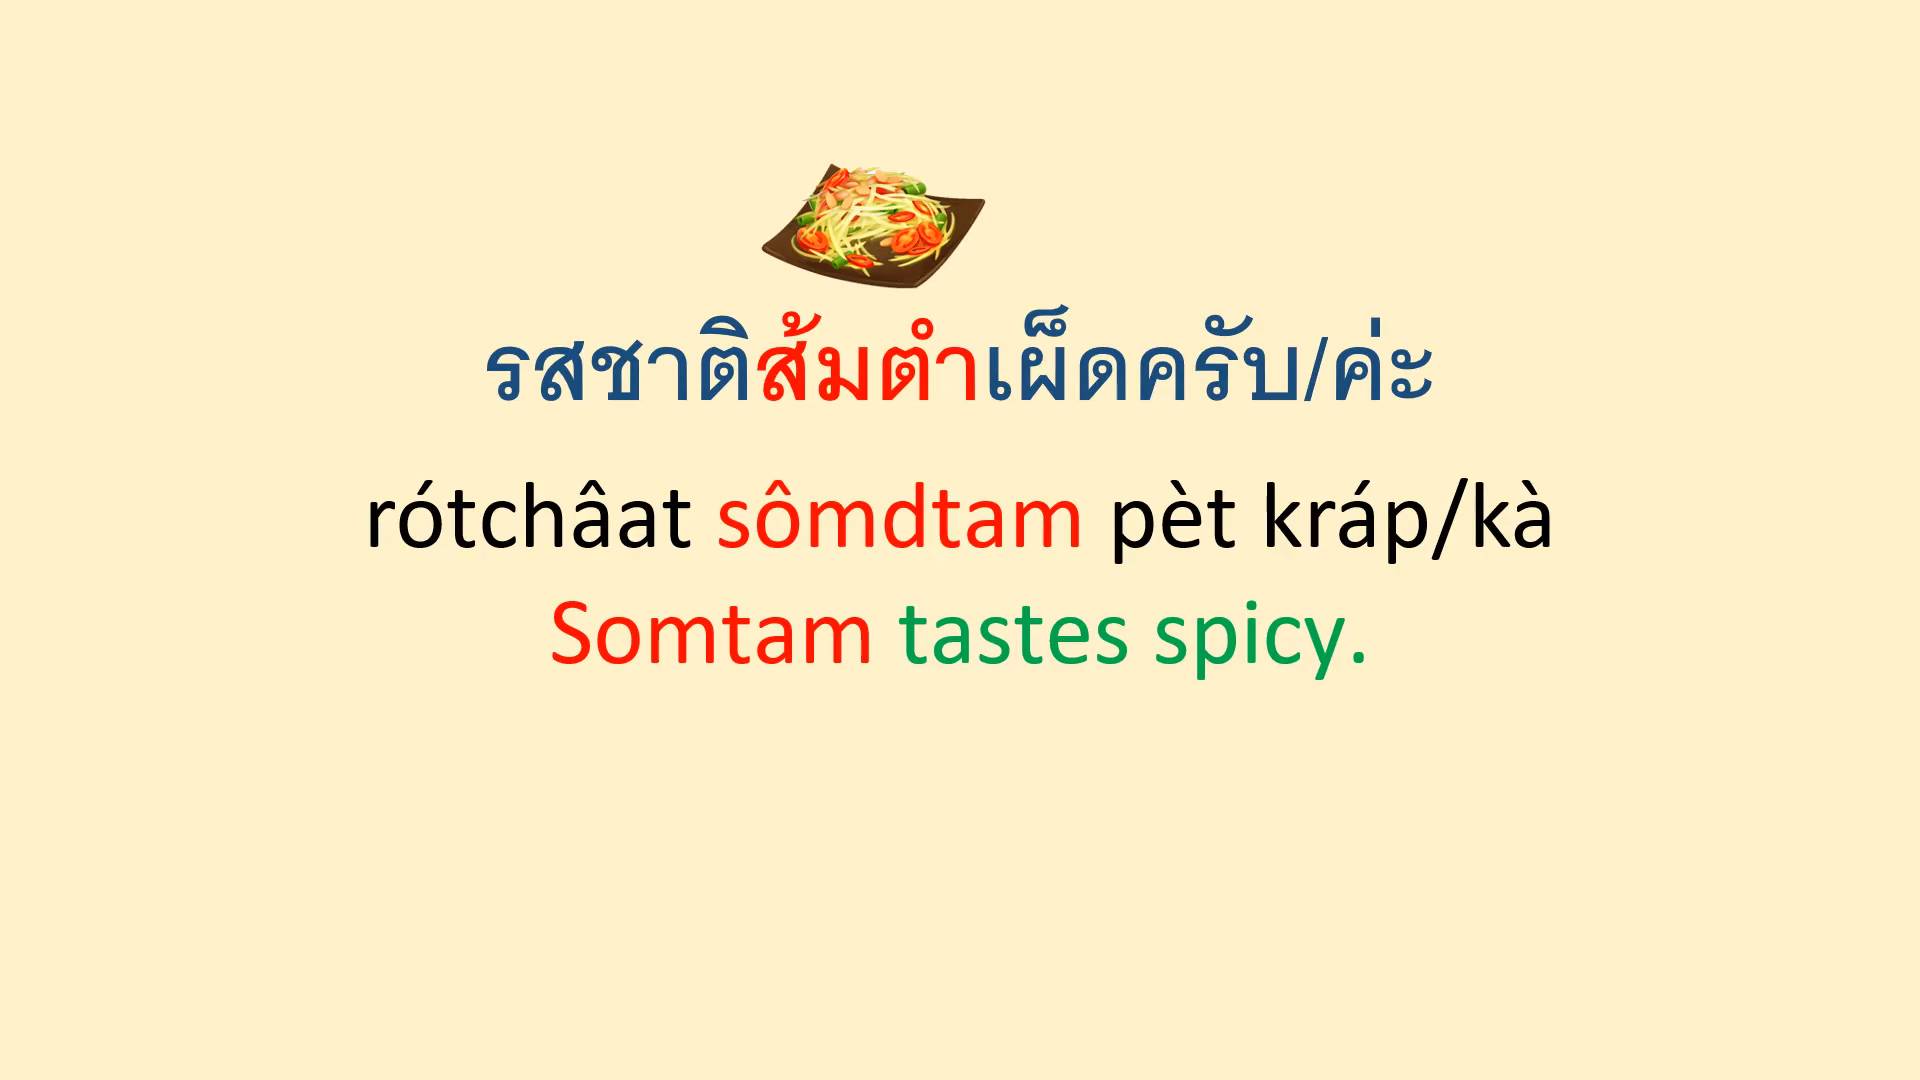 รสชาติส้มตำเผ็ดครับ/ค่ะ
rótchâat sômdtam pèt kráp/kà
Somtam tastes spicy.